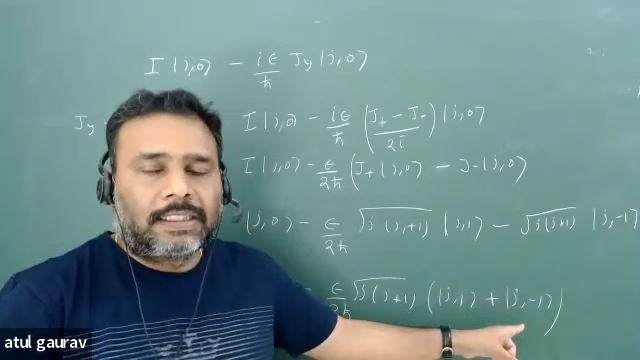 I |j,0⟩ − iε/ħ Jy |j,0⟩
Jy
I |j,0⟩ − iε/ħ (J+ − J-/2i) |j,0⟩
I |j,0⟩ − ε/2ħ (J+ |j,0⟩ − J- |j,0⟩
|j,0⟩ − ε/2ħ √j(j+1) |j,1⟩ − √j(j+1) |j,-1⟩
− ε/2ħ √j(j+1) (|j,1⟩ + |j,-1⟩)
atul gaurav